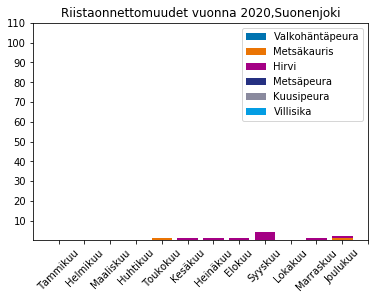 Riistaonnettomuudet vuonna 2020,Suonenjoki
110
100
90
80
70
60
50
40
30
20
10
Valkohäntäpeura
Metsäkauris
Hirvi
Metsäpeura
Kuusipeura
Villisika
Tammikuu
Helmikuu
Maaliskuu
Huhtikuu
Toukokuu
Kesäkuu
Heinäkuu
Elokuu
Syyskuu
Lokakuu
Marraskuu
Joulukuu